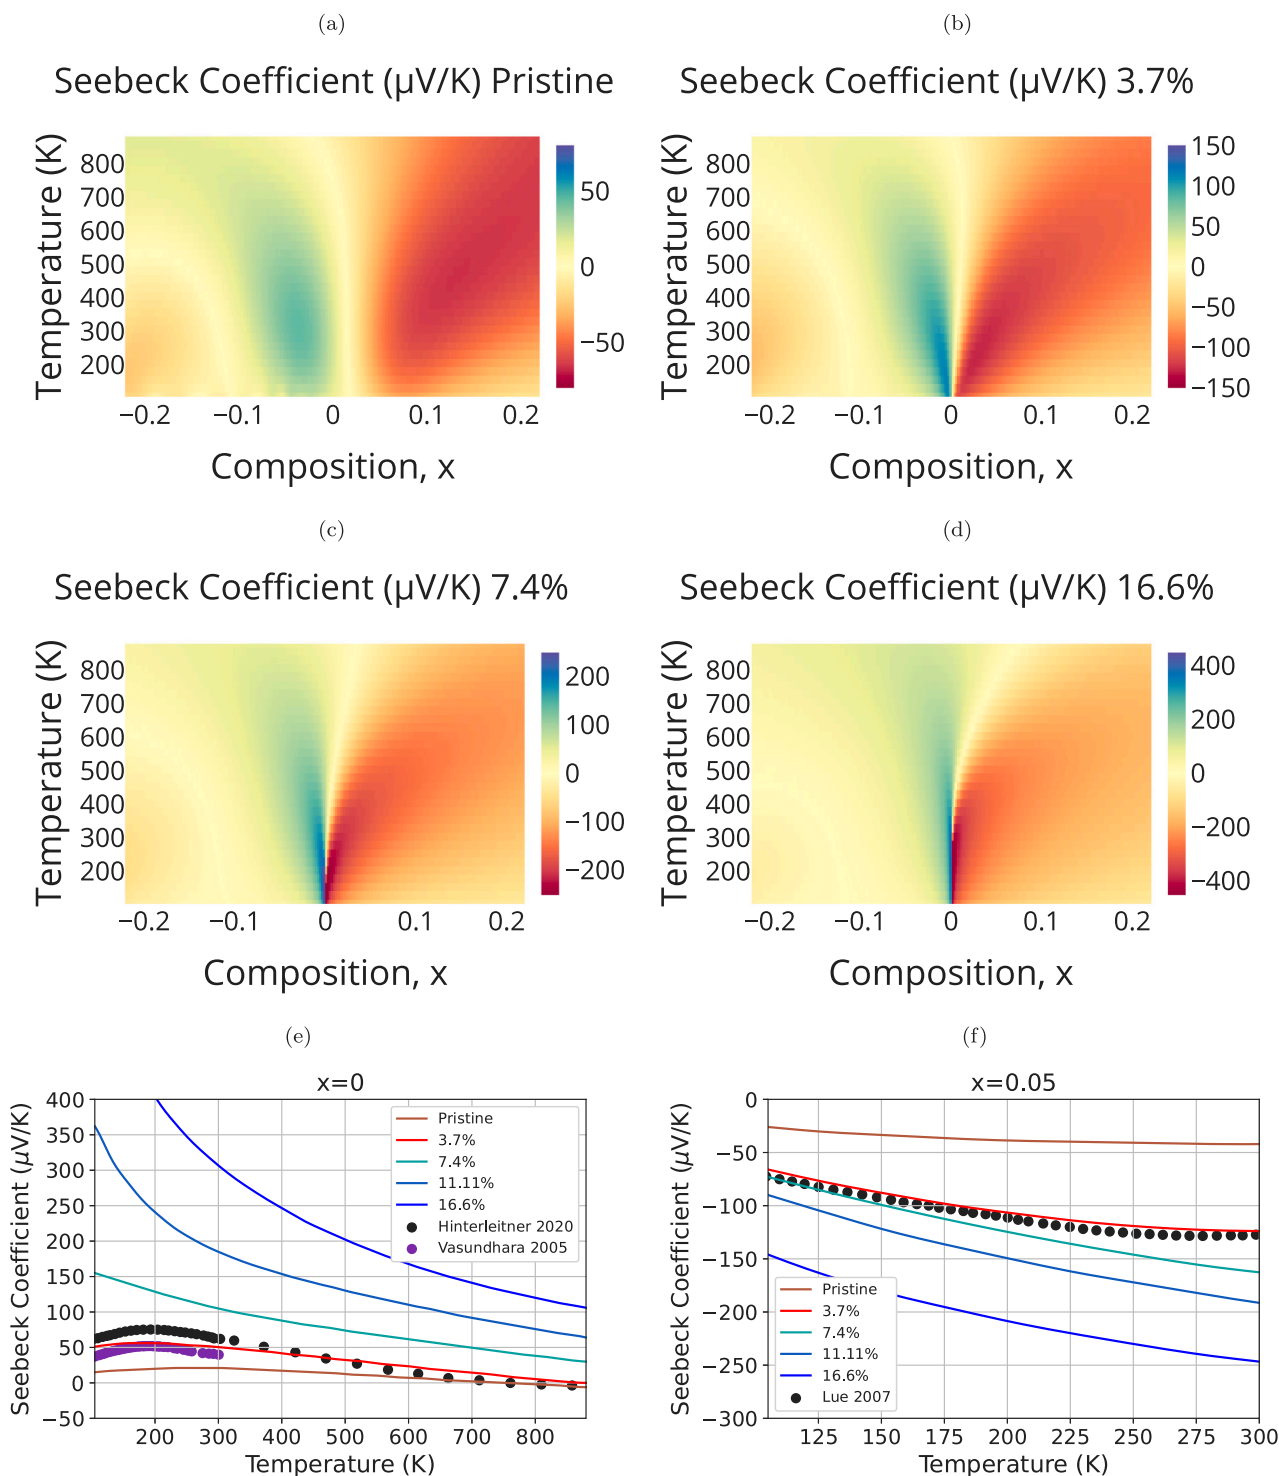 (a)
Seebeck Coefficient (μV/K) Pristine
Temperature (K)
800
700
600
500
400
300
200
−0.2 −0.1 0 0.1 0.2
Composition, x
50
0
−50
(b)
Seebeck Coefficient (μV/K) 3.7%
Temperature (K)
800
700
600
500
400
300
200
−0.2 −0.1 0 0.1 0.2
Composition, x
150
100
50
0
−50
−100
−150
(c)
Seebeck Coefficient (μV/K) 7.4%
Temperature (K)
800
700
600
500
400
300
200
−0.2 −0.1 0 0.1 0.2
Composition, x
200
100
0
−100
−200
(d)
Seebeck Coefficient (μV/K) 16.6%
Temperature (K)
800
700
600
500
400
300
200
−0.2 −0.1 0 0.1 0.2
Composition, x
400
200
0
−200
−400
(e)
x=0
Seebeck Coefficient (μV/K)
400
350
300
250
200
150
100
50
0
−50
200 300 400 500 600 700 800
Temperature (K)
Pristine
3.7%
7.4%
11.11%
16.6%
Hinterleitner 2020
Vasundhara 2005
(f)
x=0.05
Seebeck Coefficient (μV/K)
0
−50
−100
−150
−200
−250
−300
125 150 175 200 225 250 275 300
Temperature (K)
Pristine
3.7%
7.4%
11.11%
16.6%
Lue 2007